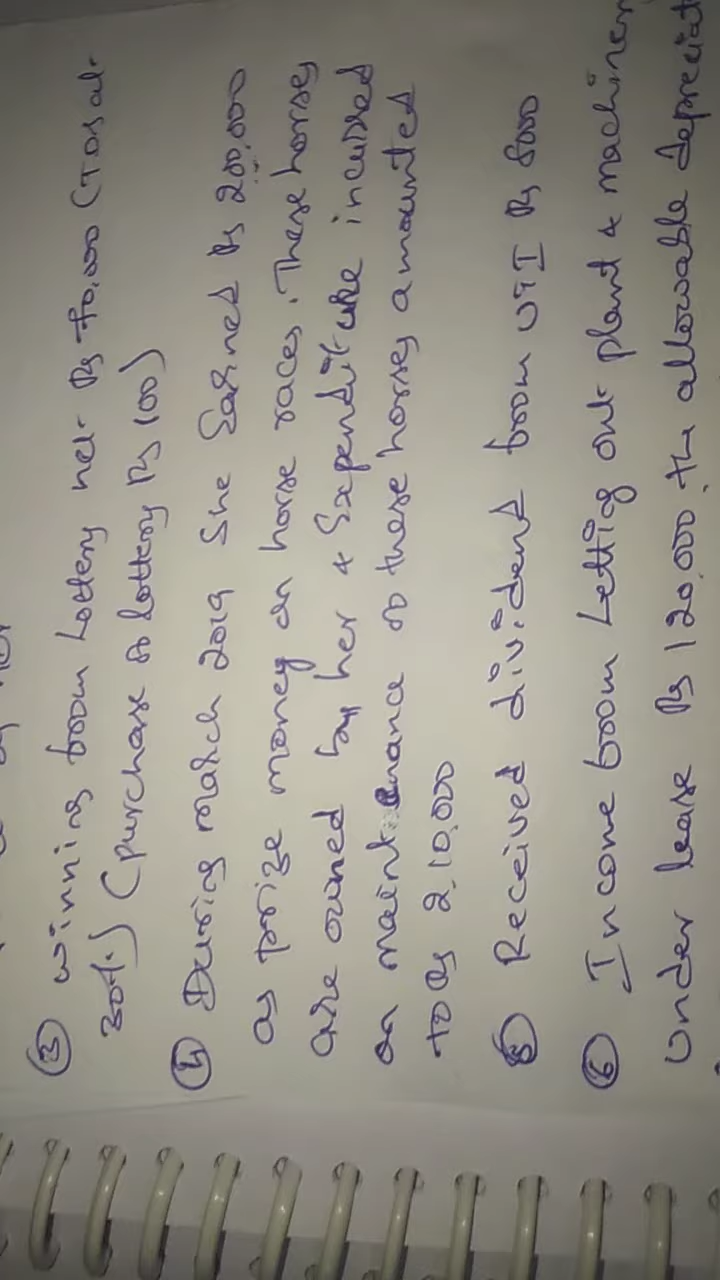 ③ Winning from Lottery net Rs 70,000 (TDS at
30%) (purchase of lottery Rs 100)
④ During march 2019 She Earned Rs 200,000
as prize money on horse races. These horses
are owned by her & Expenditure incurred
on maintenance of these horses amounted
to Rs 2,10,000
⑤ Received dividend from UTI Rs 8000
⑥ Income from Letting out plant & machinery
under lease Rs 120,000, the allowable depreciat